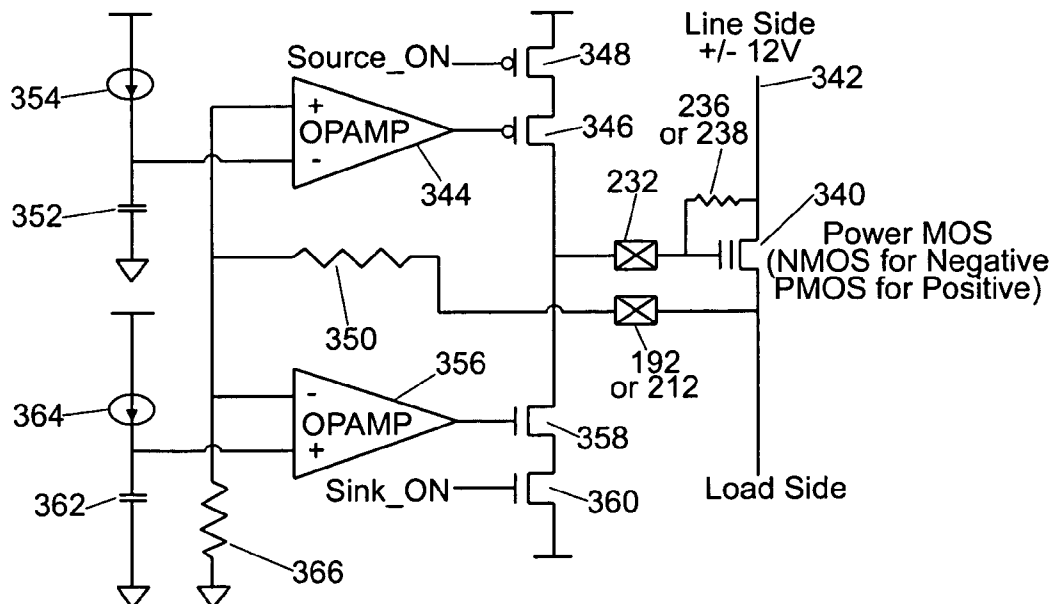 Line Side
+/- 12V
Source_ON
348
342
354
236
or 238
+
OPAMP
-
346
344
352
232
340
Power MOS
(NMOS for Negative
PMOS for Positive)
350
192
or 212
356
364
-
OPAMP
+
358
362
Sink_ON
360
Load Side
366